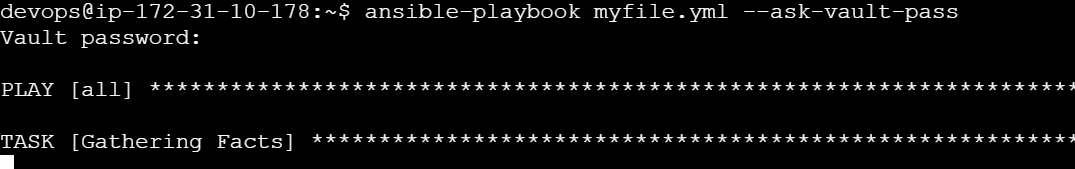 devops@ip-172-31-10-178:~$ ansible-playbook myfile.yml --ask-vault-pass
Vault password:
PLAY [all] *********************************************************************
TASK [Gathering Facts] *********************************************************